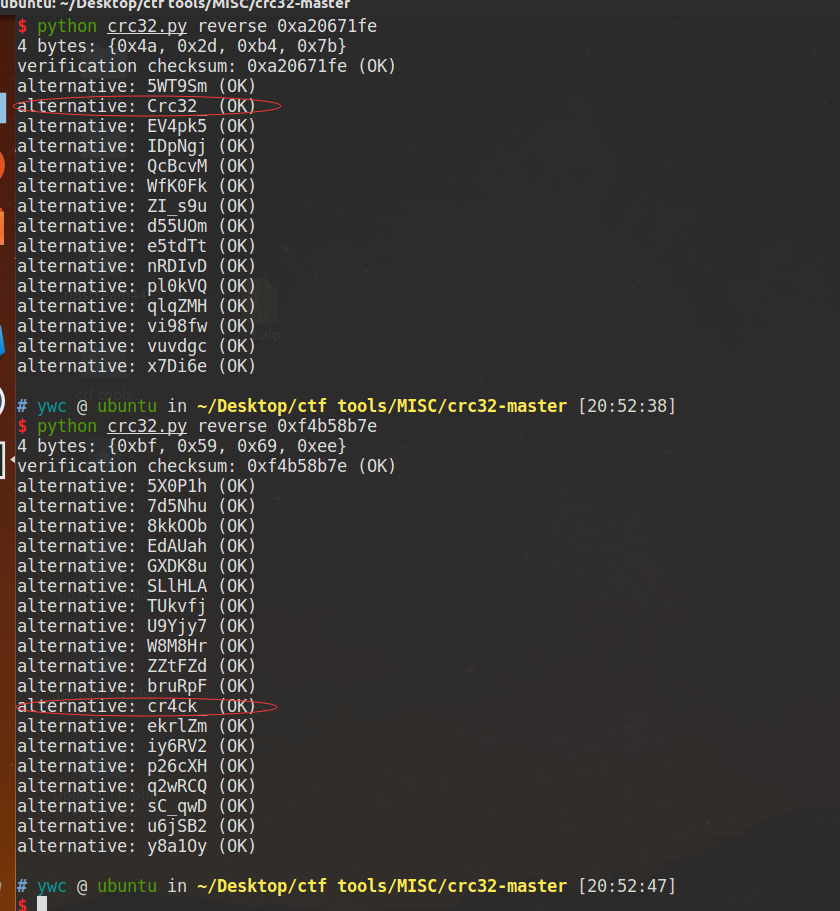 ubuntu: ~/Desktop/ctf tools/MISC/crc32-master
$ python crc32.py reverse 0xa20671fe
4 bytes: {0x4a, 0x2d, 0xb4, 0x7b}
verification checksum: 0xa20671fe (OK)
alternative: 5WT9Sm (OK)
alternative: Crc32_ (OK)
alternative: EV4pk5 (OK)
alternative: IDpNgj (OK)
alternative: QcBcvM (OK)
alternative: WfK0Fk (OK)
alternative: ZI_s9u (OK)
alternative: d55UOm (OK)
alternative: e5tdTt (OK)
alternative: nRDIvD (OK)
alternative: pl0kVQ (OK)
alternative: qlqZMH (OK)
alternative: vi98fw (OK)
alternative: vuvdgc (OK)
alternative: x7Di6e (OK)
# ywc @ ubuntu in ~/Desktop/ctf tools/MISC/crc32-master [20:52:38]
$ python crc32.py reverse 0xf4b58b7e
4 bytes: {0xbf, 0x59, 0x69, 0xee}
verification checksum: 0xf4b58b7e (OK)
alternative: 5X0P1h (OK)
alternative: 7d5Nhu (OK)
alternative: 8kkOOb (OK)
alternative: EdAUah (OK)
alternative: GXDK8u (OK)
alternative: SLlHLA (OK)
alternative: TUkvfj (OK)
alternative: U9Yjy7 (OK)
alternative: W8M8Hr (OK)
alternative: ZZtFZd (OK)
alternative: bruRpF (OK)
alternative: cr4ck_ (OK)
alternative: ekrlZm (OK)
alternative: iy6RV2 (OK)
alternative: p26cXH (OK)
alternative: q2wRCQ (OK)
alternative: sC_qwD (OK)
alternative: u6jSB2 (OK)
alternative: y8a1Oy (OK)
# ywc @ ubuntu in ~/Desktop/ctf tools/MISC/crc32-master [20:52:47]
$